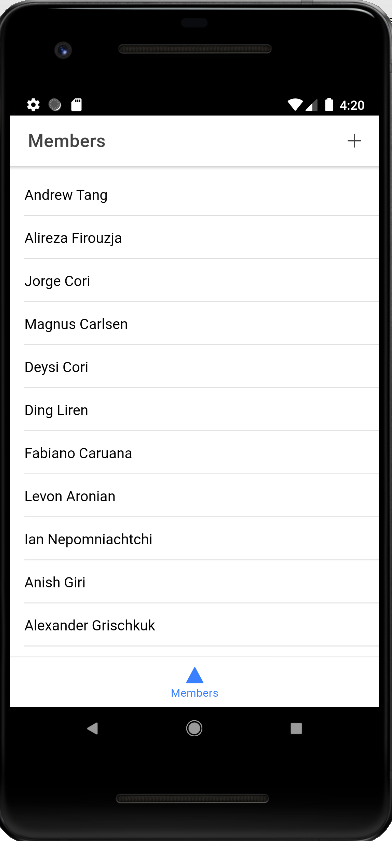 4:20
Members
Andrew Tang
Alireza Firouzja
Jorge Cori
Magnus Carlsen
Deysi Cori
Ding Liren
Fabiano Caruana
Levon Aronian
Ian Nepomniachtchi
Anish Giri
Alexander Grischkuk
Members